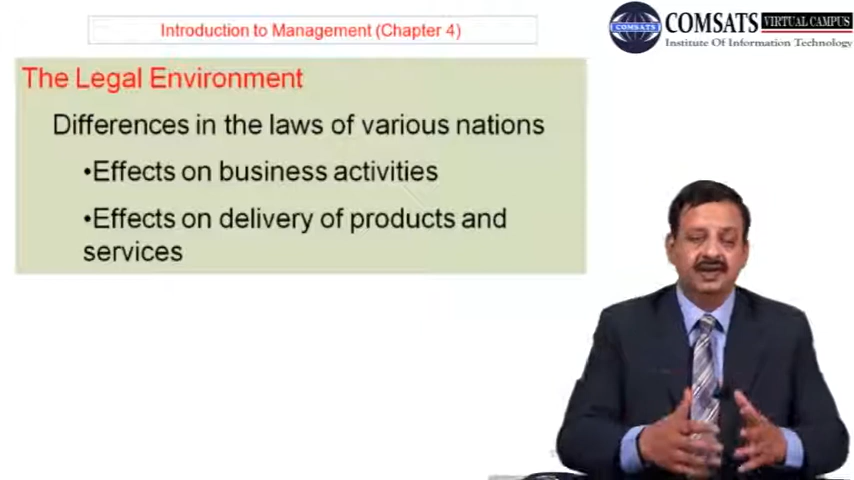 Introduction to Management (Chapter 4)
COMSATS VIRTUAL CAMPUS
COMSATS
Institute Of Information Technology
The Legal Environment
Differences in the laws of various nations
•Effects on business activities
•Effects on delivery of products and
services